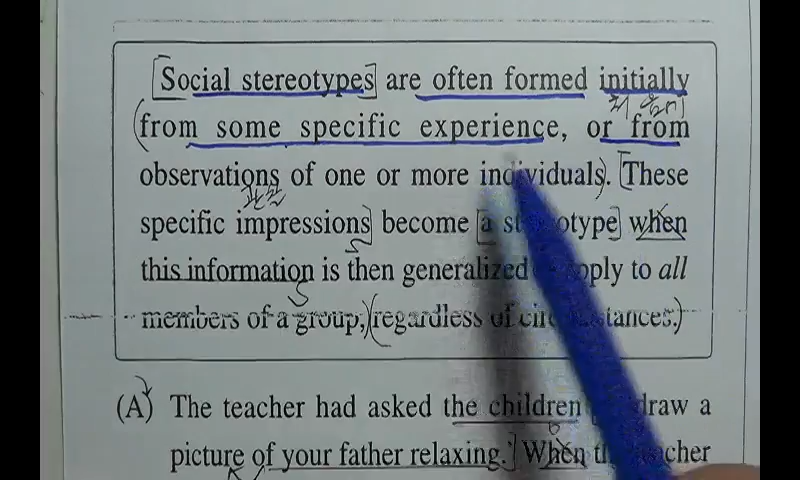 Social stereotypes are often formed initially
from some specific experience, or from
observations of one or more individuals. These
specific impressions become a stereotype when
this information is then generalized apply to all
members of a group, regardless of circumstances.
(A) The teacher had asked the children draw a
picture of your father relaxing. When the teacher